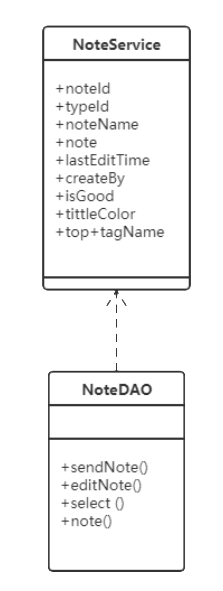 NoteService
+noteId
+typeId
+noteName
+note
+lastEditTime
+createBy
+isGood
+tittleColor
+top+tagName
NoteDAO
+sendNote()
+editNote()
+select ()
+note()